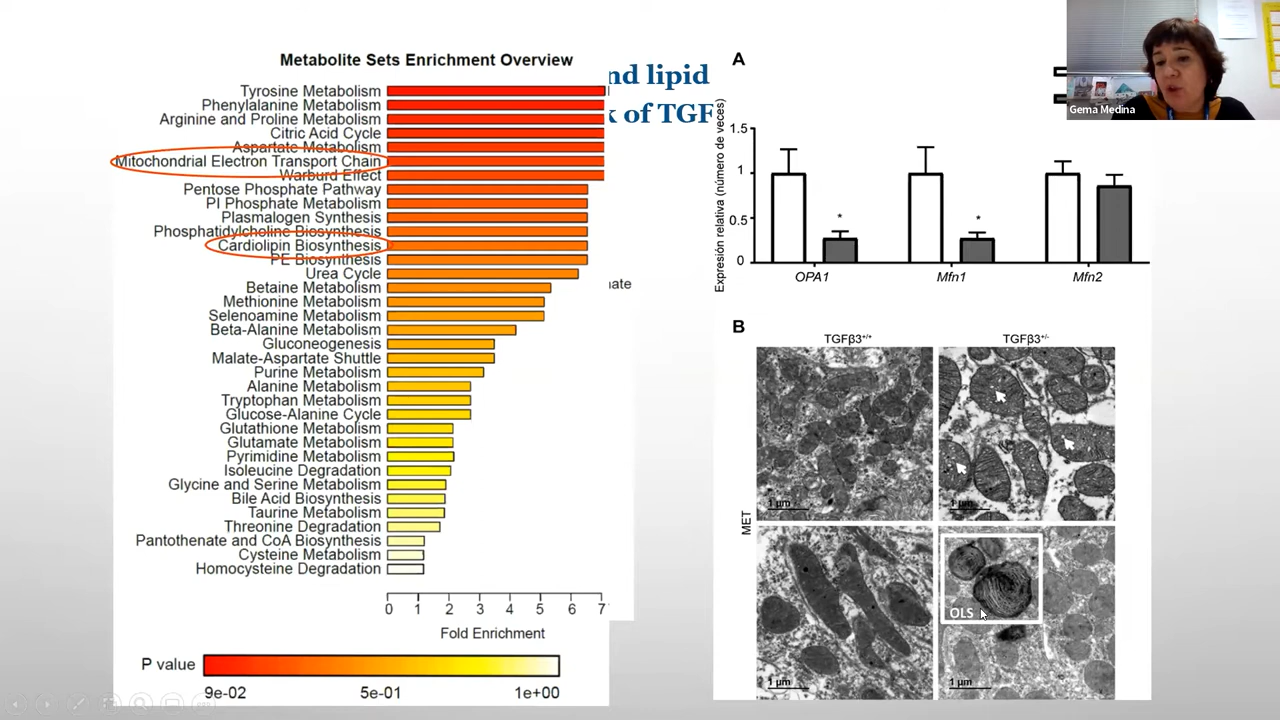 Metabolite Sets Enrichment Overview
nd lipid
k of TGF
Tyrosine Metabolism
Phenylalanine Metabolism
Arginine and Proline Metabolism
Citric Acid Cycle
Aspartate Metabolism
Mitochondrial Electron Transport Chain
Warburd Effect
Pentose Phosphate Pathway
PI Phosphate Metabolism
Plasmalogen Synthesis
Phosphatidylcholine Biosynthesis
Cardiolipin Biosynthesis
PE Biosynthesis
Urea Cycle
Betaine Metabolism
Methionine Metabolism
Selenoamine Metabolism
Beta-Alanine Metabolism
Gluconeogenesis
Malate-Aspartate Shuttle
Purine Metabolism
Alanine Metabolism
Tryptophan Metabolism
Glucose-Alanine Cycle
Glutathione Metabolism
Glutamate Metabolism
Pyrimidine Metabolism
Isoleucine Degradation
Glycine and Serine Metabolism
Bile Acid Biosynthesis
Taurine Metabolism
Threonine Degradation
Pantothenate and CoA Biosynthesis
Cysteine Metabolism
Homocysteine Degradation
0 1 2 3 4 5 6 7
Fold Enrichment
P value
9e-02 5e-01 1e+00
nate
A
Gema Medina
Expresión relativa (número de veces)
1.5
1
0.5
0
* *
OPA1 Mfn1 Mfn2
B
TGFβ3+/+ TGFβ3+/-
MET
1 μm 1 μm
OLS
1 μm 1 μm